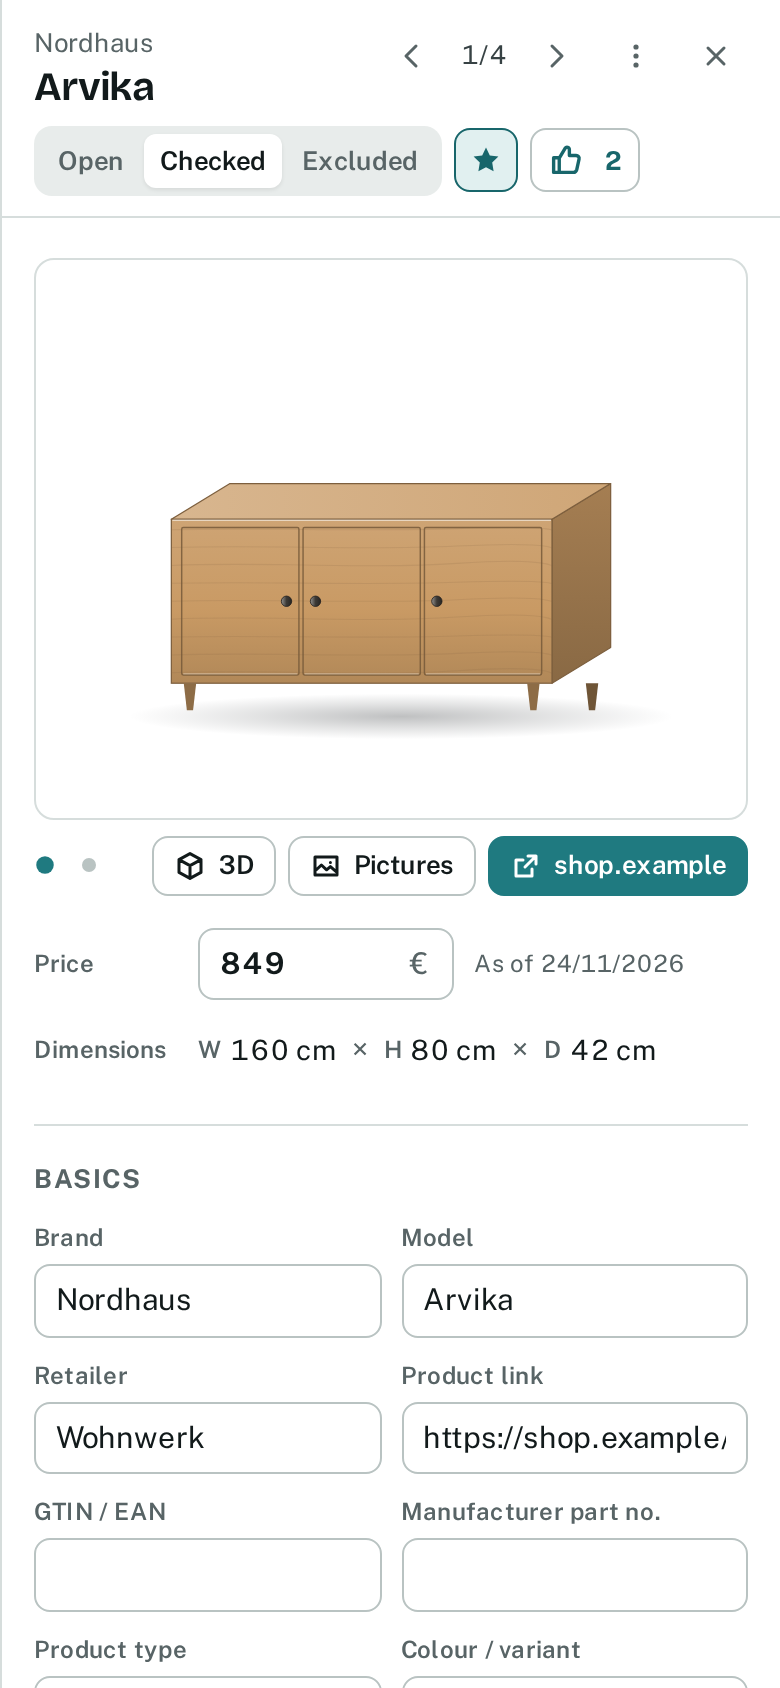 Nordhaus
Arvika
1/4
Open Checked Excluded 2
3D Pictures shop.example
Price 849 € As of 24/11/2026
Dimensions W 160 cm × H 80 cm × D 42 cm
BASICS
Brand Model
Nordhaus Arvika
Retailer Product link
Wohnwerk https://shop.example/
GTIN / EAN Manufacturer part no.
Product type Colour / variant